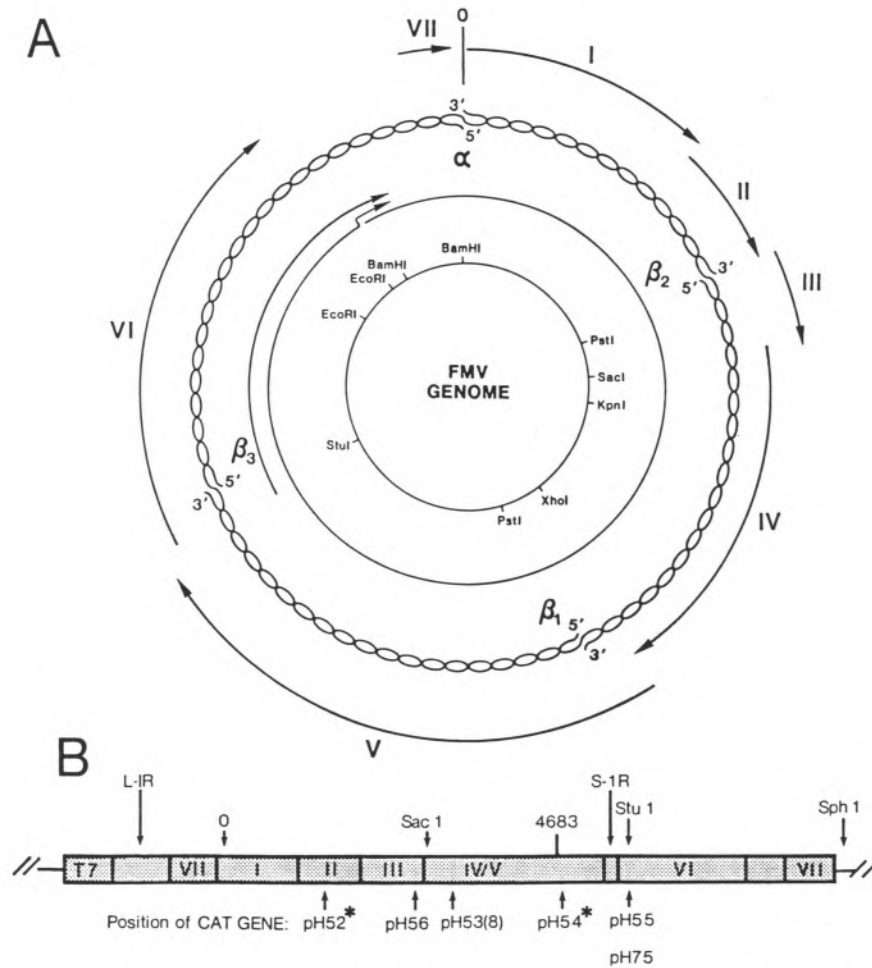 A
VII
0
I
3'
5'
α
II
β2
3'
5'
III
BamHI
BamHI
EcoRI
EcoRI
VI
PstI
SacI
KpnI
FMV
GENOME
StuI
β3
5'
3'
XhoI
PstI
IV
β1
5'
3'
V
B
L-IR
0
Sac 1
4683
S-1R
Stu 1
Sph 1
T7
VII
I
II
III
IV/V
VI
VII
Position of CAT GENE: pH52* pH56 pH53(8) pH54* pH55
pH75